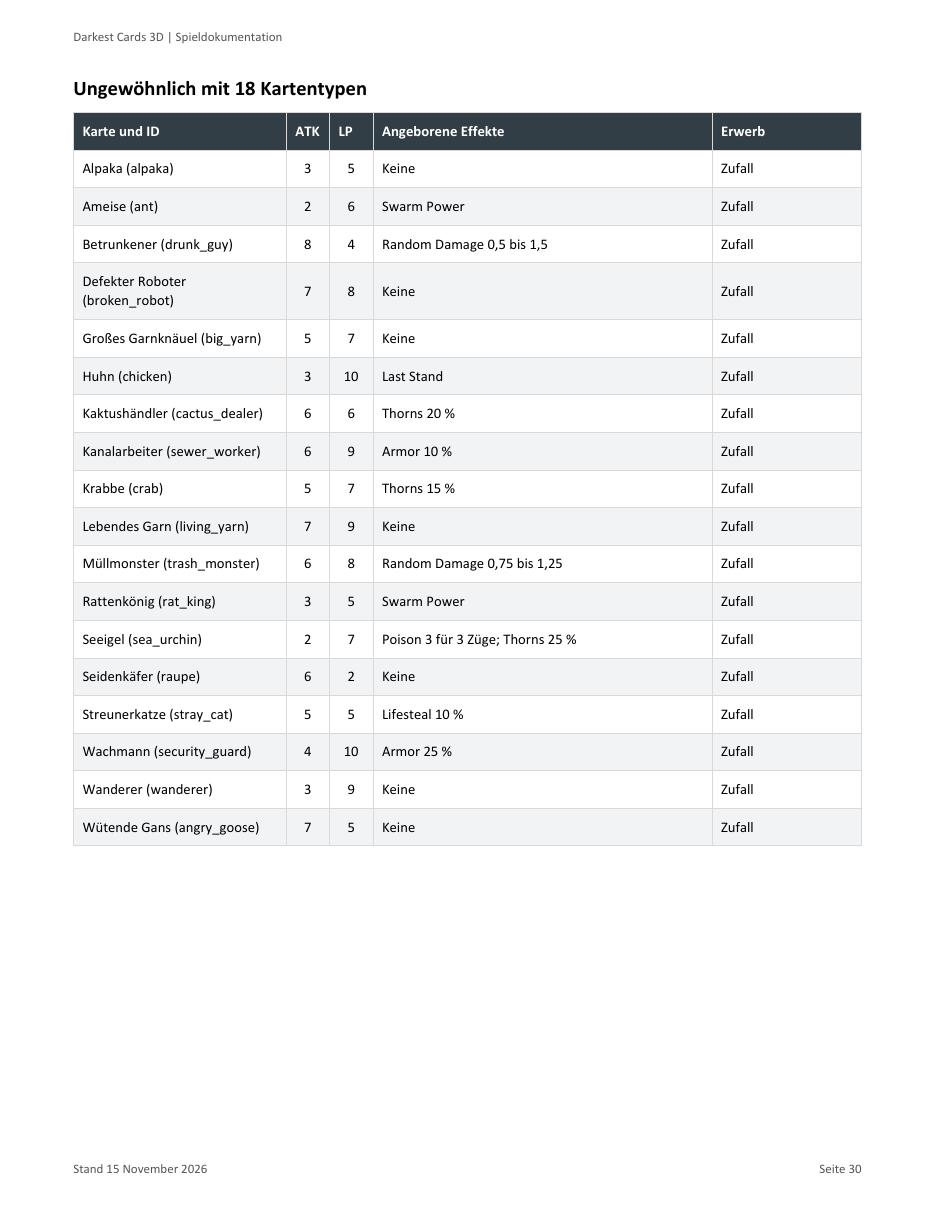 Darkest Cards 3D | Spieldokumentation
Ungewöhnlich mit 18 Kartentypen
Karte und ID ATK LP Angeborene Effekte Erwerb
Alpaka (alpaka) 3 5 Keine Zufall
Ameise (ant) 2 6 Swarm Power Zufall
Betrunkener (drunk_guy) 8 4 Random Damage 0,5 bis 1,5 Zufall
Defekter Roboter
(broken_robot) 7 8 Keine Zufall
Großes Garnknäuel (big_yarn) 5 7 Keine Zufall
Huhn (chicken) 3 10 Last Stand Zufall
Kaktushändler (cactus_dealer) 6 6 Thorns 20 % Zufall
Kanalarbeiter (sewer_worker) 6 9 Armor 10 % Zufall
Krabbe (crab) 5 7 Thorns 15 % Zufall
Lebendes Garn (living_yarn) 7 9 Keine Zufall
Müllmonster (trash_monster) 6 8 Random Damage 0,75 bis 1,25 Zufall
Rattenkönig (rat_king) 3 5 Swarm Power Zufall
Seeigel (sea_urchin) 2 7 Poison 3 für 3 Züge; Thorns 25 % Zufall
Seidenkäfer (raupe) 6 2 Keine Zufall
Streunerkatze (stray_cat) 5 5 Lifesteal 10 % Zufall
Wachmann (security_guard) 4 10 Armor 25 % Zufall
Wanderer (wanderer) 3 9 Keine Zufall
Wütende Gans (angry_goose) 7 5 Keine Zufall
Stand 15 November 2026 Seite 30